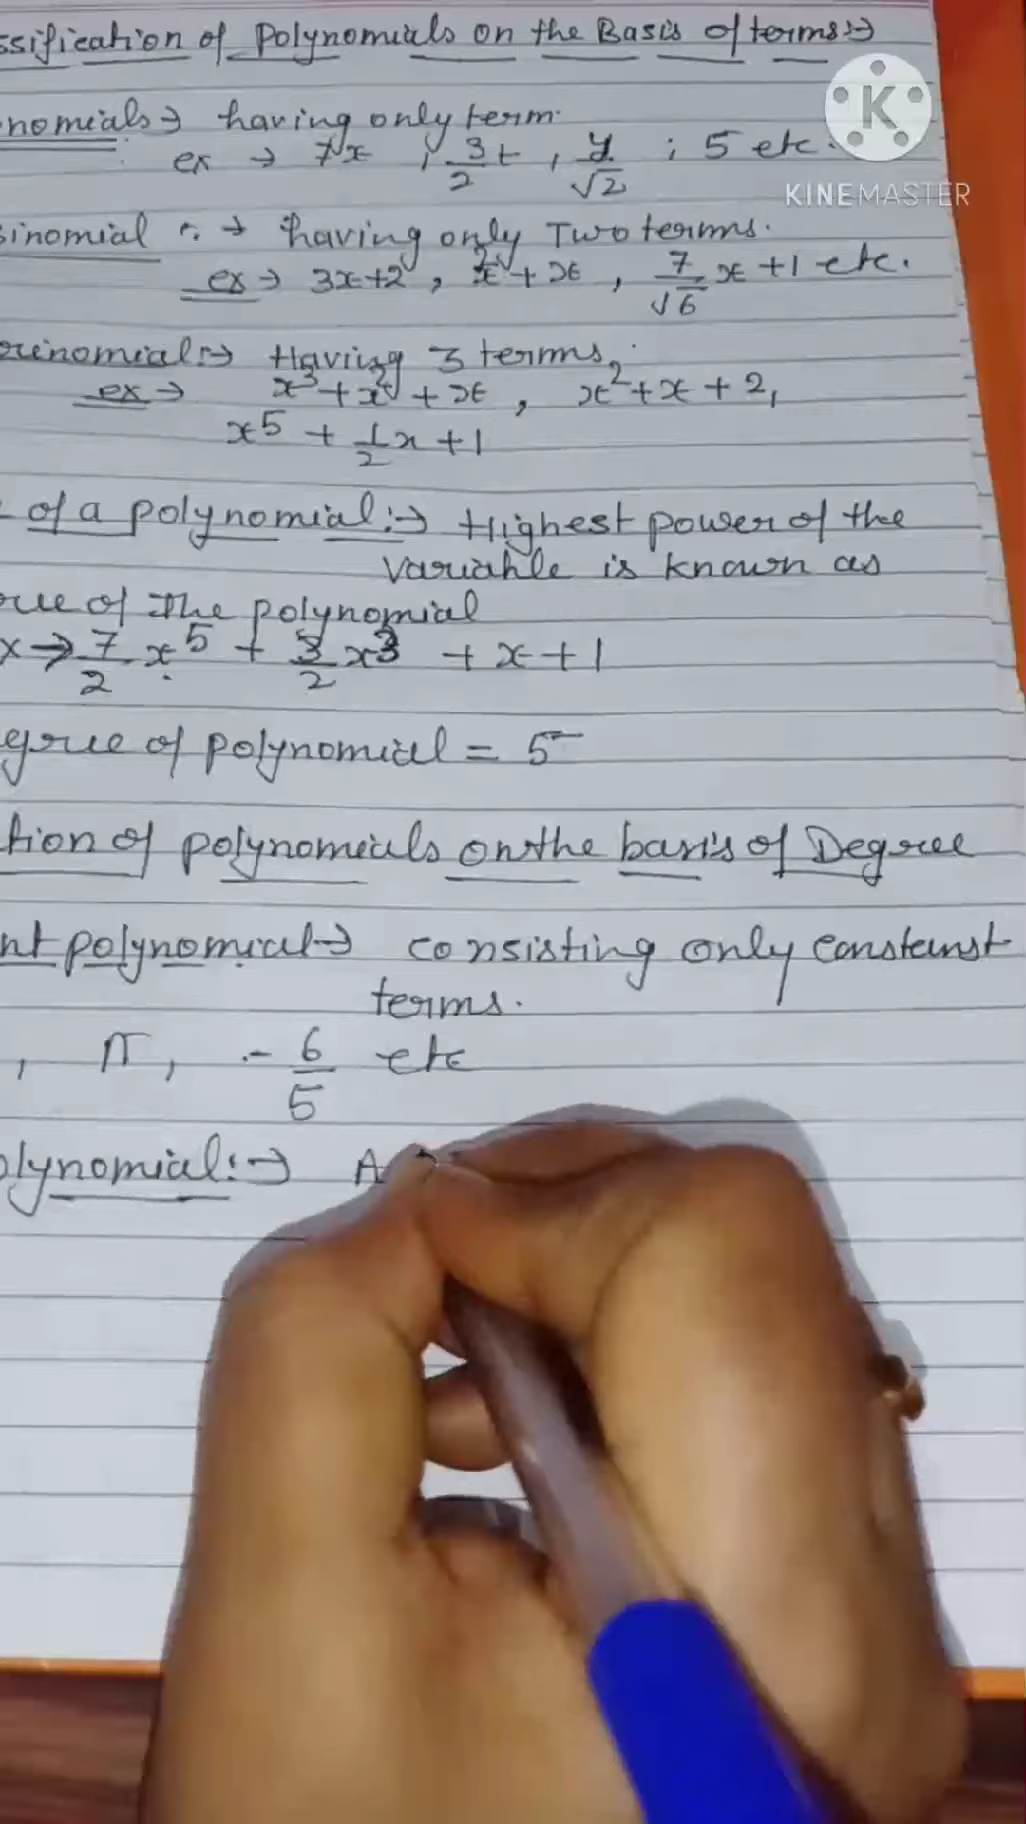 ssification of Polynomials on the Basis of terms :→
nomials → having only term.
ex → 7x , 3/2 t , y/√2 ; 5 etc.
KINEMASTER
inomial :→ having only Two terms.
ex → 3x+2 , x²+x , 7/√6 x +1 etc.
rinomial :→ Having 3 terms.
ex → x³+x²+x , x²+x+2,
x⁵ + 1/2 x +1
of a polynomial :→ Highest power of the
variable is known as
ree of The polynomial
x → 7/2 x⁵ + 3/2 x³ + x + 1
egree of polynomial = 5
tion of polynomials on the basis of Degree
nt polynomial → consisting only constant
terms.
, π, - 6/5 etc
olynomial :→ A